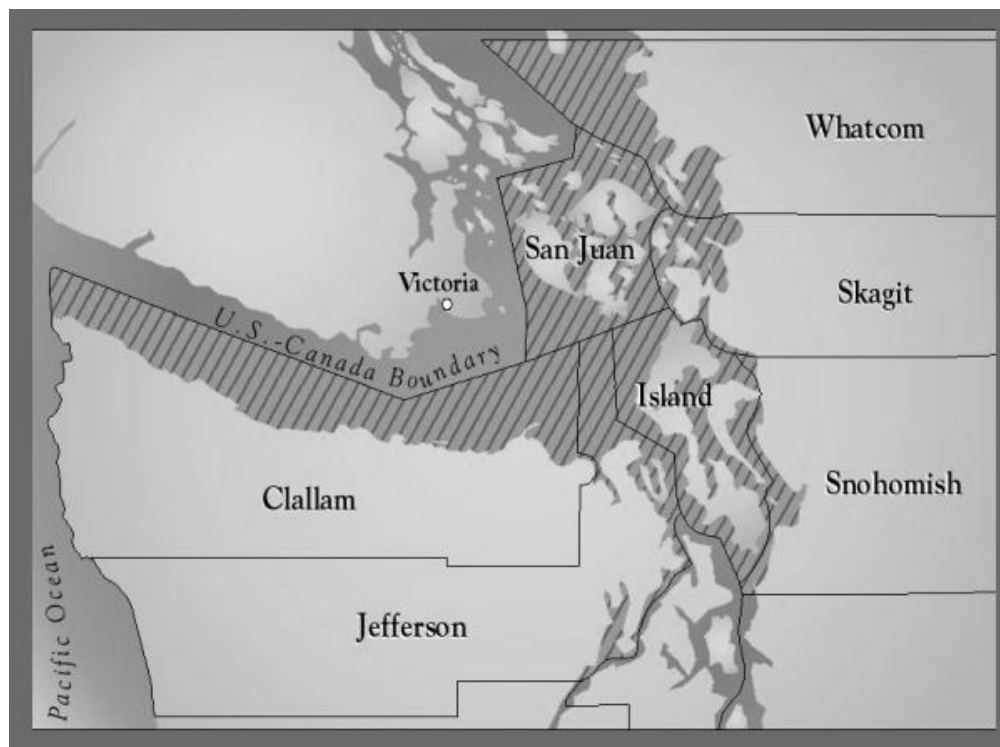 Whatcom
San Juan
Victoria
Skagit
U.S.-Canada Boundary
Island
Snohomish
Clallam
Jefferson
Pacific Ocean